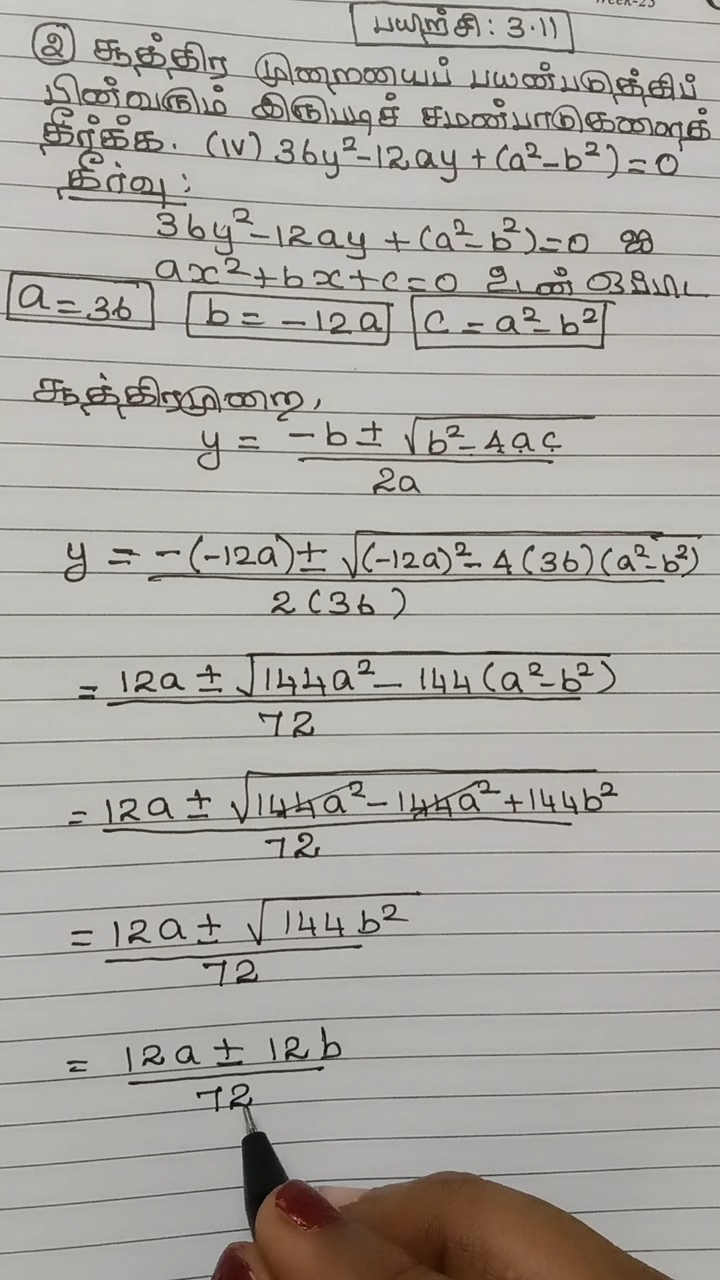 பயிற்சி: 3.11
② சூத்திர முறையைப் பயன்படுத்திப்
பின்வரும் இருபடிச் சமன்பாடுகளைத்
தீர்க்க. (iv) 36y² - 12ay + (a² - b²) = 0
தீர்வு:
36y² - 12ay + (a² - b²) = 0 ஐ
ax² + bx + c = 0 உடன் ஒப்பிட
a = 36 b = -12a c = a² - b²
சூத்திரமுறை,
y = -b ± √b² - 4ac
2a
y = -(-12a) ± √(-12a)² - 4(36)(a² - b²)
2(36)
= 12a ± √144a² - 144(a² - b²)
72
= 12a ± √144a² - 144a² + 144b²
72
= 12a ± √144b²
72
= 12a ± 12b
72